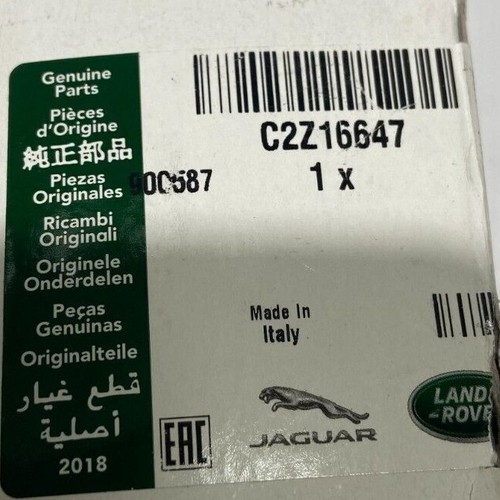 Genuine
Parts
Pièces
d'Origine
純正部品
Piezas
Originales
Ricambi
Originali
Originele
Onderdelen
Peças
Genuinas
Originalteile
قطع غيار
أصلية
2018
C2Z16647
900587
1 x
Made In
Italy
EAC
JAGUAR
LAND
-ROVE